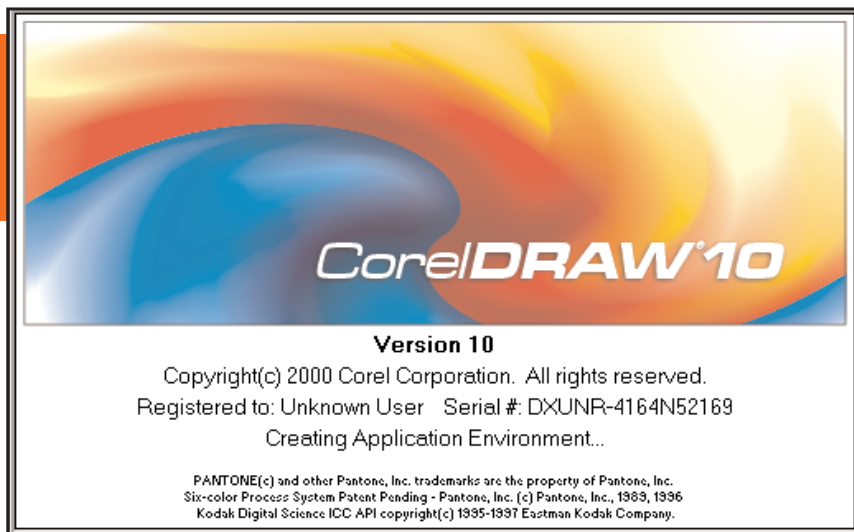 CorelDRAW®10
Version 10
Copyright(c) 2000 Corel Corporation. All rights reserved.
Registered to: Unknown User Serial #: DXUNR-4164N52169
Creating Application Environment...
PANTONE(c) and other Pantone, Inc. trademarks are the property of Pantone, Inc.
Six-color Process System Patent Pending - Pantone, Inc. (c) Pantone, Inc., 1989, 1996
Kodak Digital Science ICC API copyright(c) 1995-1997 Eastman Kodak Company.